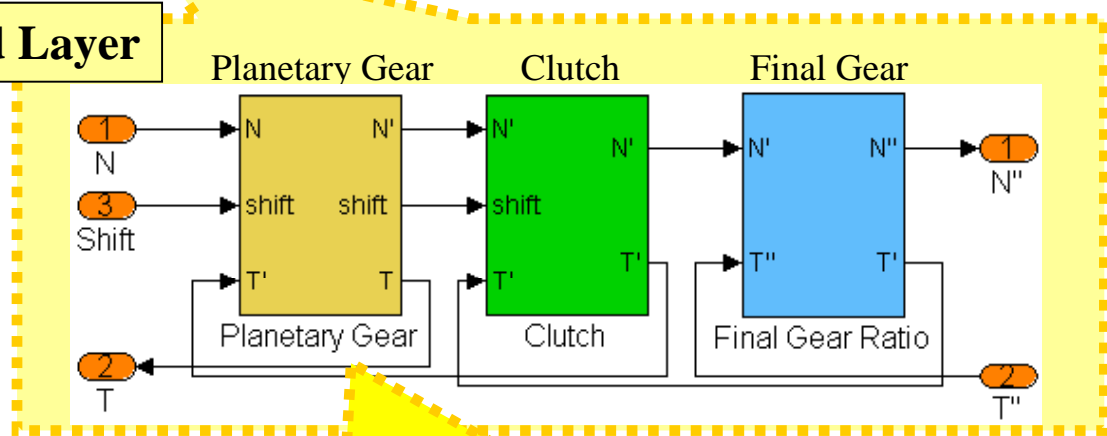 Layer
Planetary Gear Clutch Final Gear
1 N N' N' N' N' N'' 1
N N''
3 shift shift shift
Shift
T' T T' T' T'' T'
Planetary Gear Clutch Final Gear Ratio
2 2
T T''